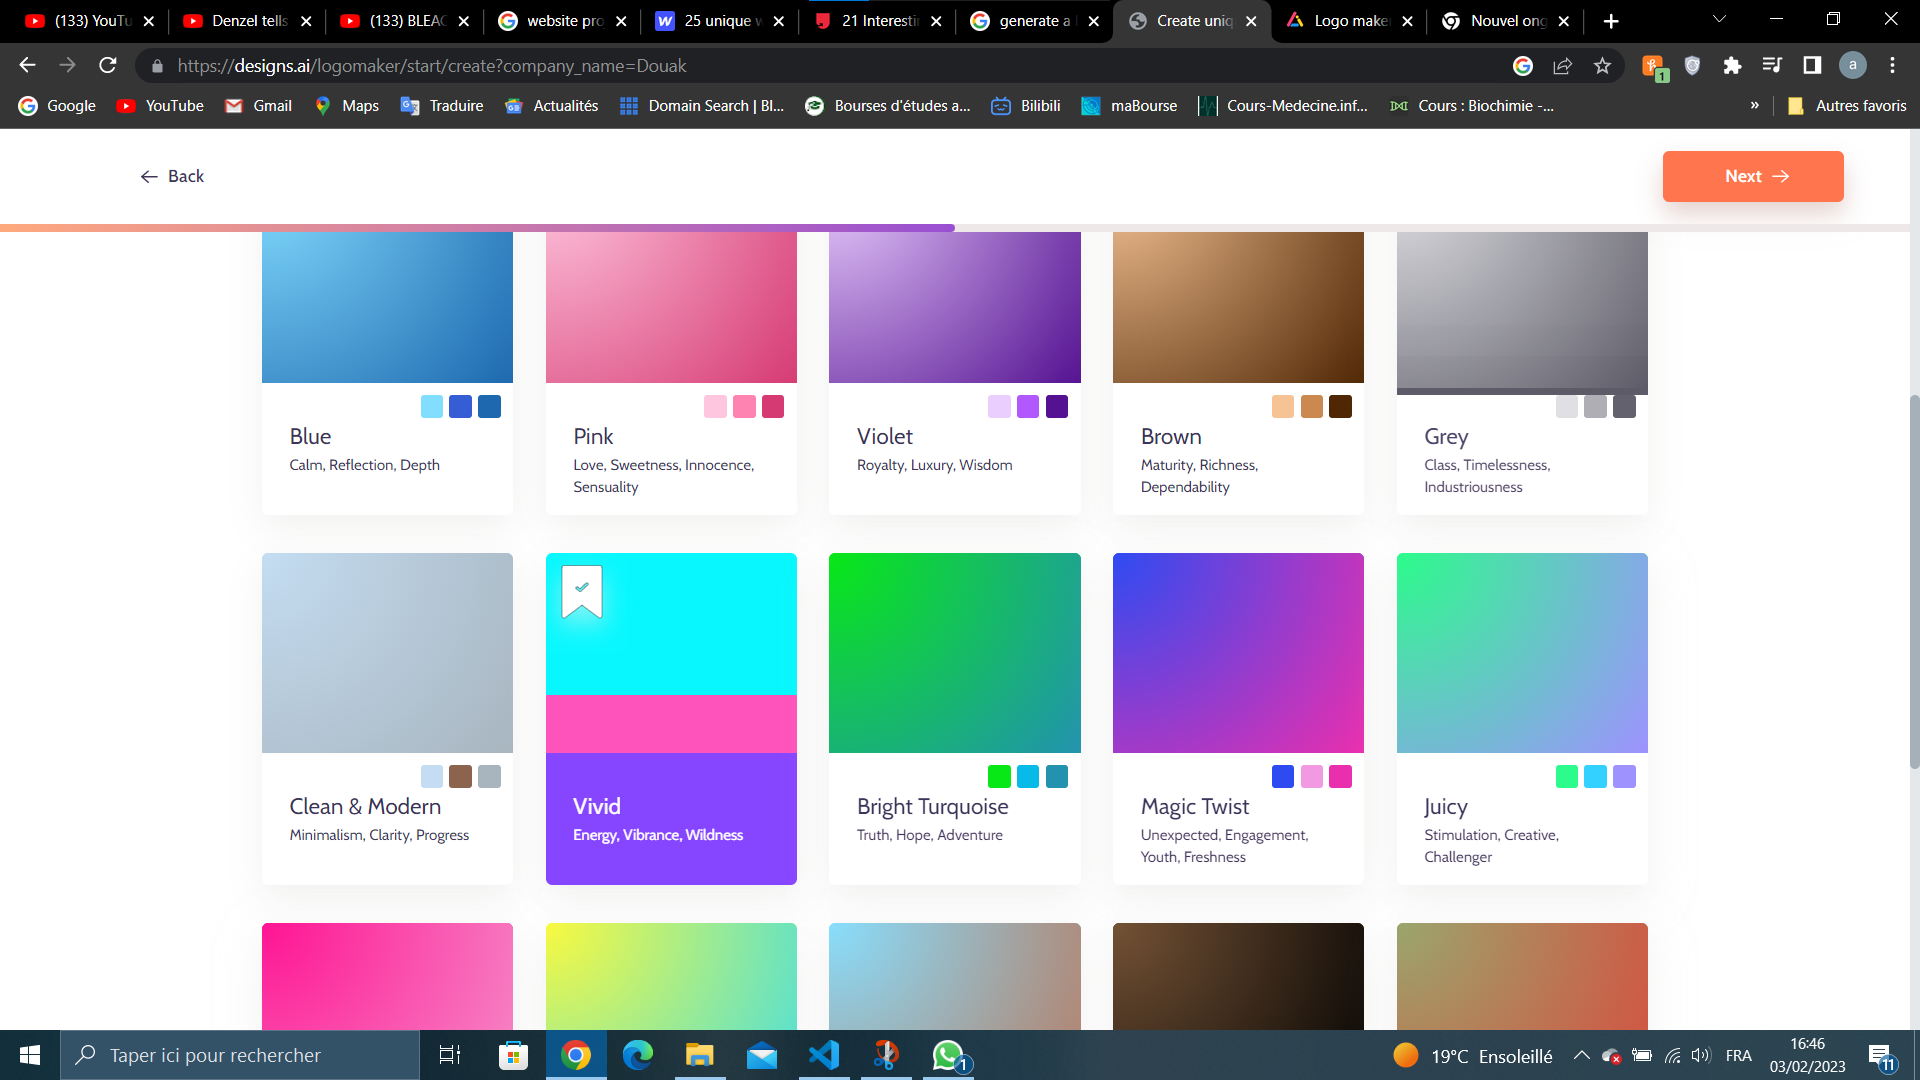 (133) YouTu
Denzel tells
(133) BLEAC
website pro
25 unique w
21 Interestin
generate a l
Create uniq
Logo maker
Nouvel ong
https://designs.ai/logomaker/start/create?company_name=Douak
1
a
Google
YouTube
Gmail
Maps
Traduire
Actualités
Domain Search | Bl...
Bourses d'études a...
Bilibili
maBourse
Cours-Medecine.inf...
Cours : Biochimie -...
»
Autres favoris
Back
Next
Blue
Calm, Reflection, Depth
Pink
Love, Sweetness, Innocence,
Sensuality
Violet
Royalty, Luxury, Wisdom
Brown
Maturity, Richness,
Dependability
Grey
Class, Timelessness,
Industriousness
Clean & Modern
Minimalism, Clarity, Progress
Vivid
Energy, Vibrance, Wildness
Bright Turquoise
Truth, Hope, Adventure
Magic Twist
Unexpected, Engagement,
Youth, Freshness
Juicy
Stimulation, Creative,
Challenger
Taper ici pour rechercher
1
19°C Ensoleillé
FRA
16:46
03/02/2023
11